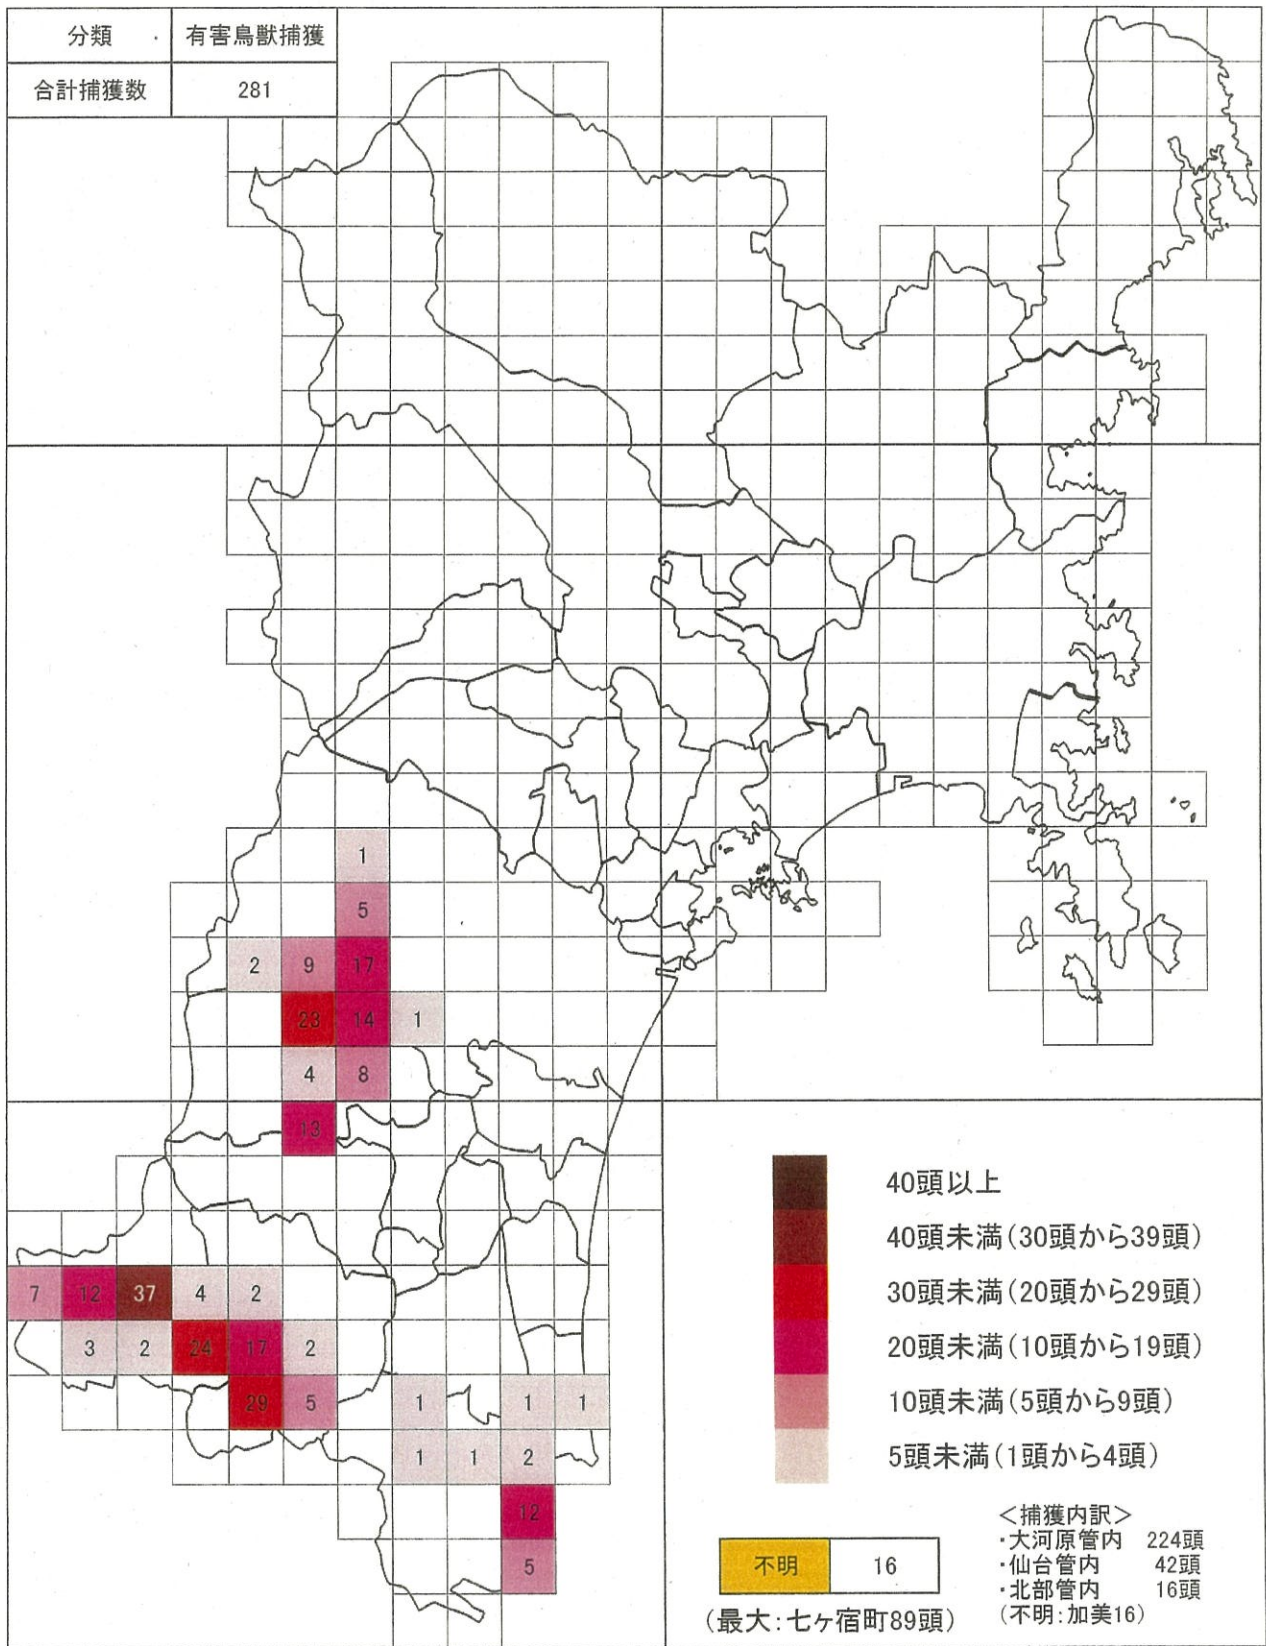 分類 有害鳥獣捕獲
合計捕獲数 281
1
5
2 9 17
23 14 1
4 8
13
7 12 37 4 2
3 2 24 17 2
29 5 1 1 1
1 1 2
12
5
40頭以上
40頭未満(30頭から39頭)
30頭未満(20頭から29頭)
20頭未満(10頭から19頭)
10頭未満(5頭から9頭)
5頭未満(1頭から4頭)
不明 16
(最大:七ヶ宿町89頭)
＜捕獲内訳＞
・大河原管内 224頭
・仙台管内 42頭
・北部管内 16頭
(不明:加美16)